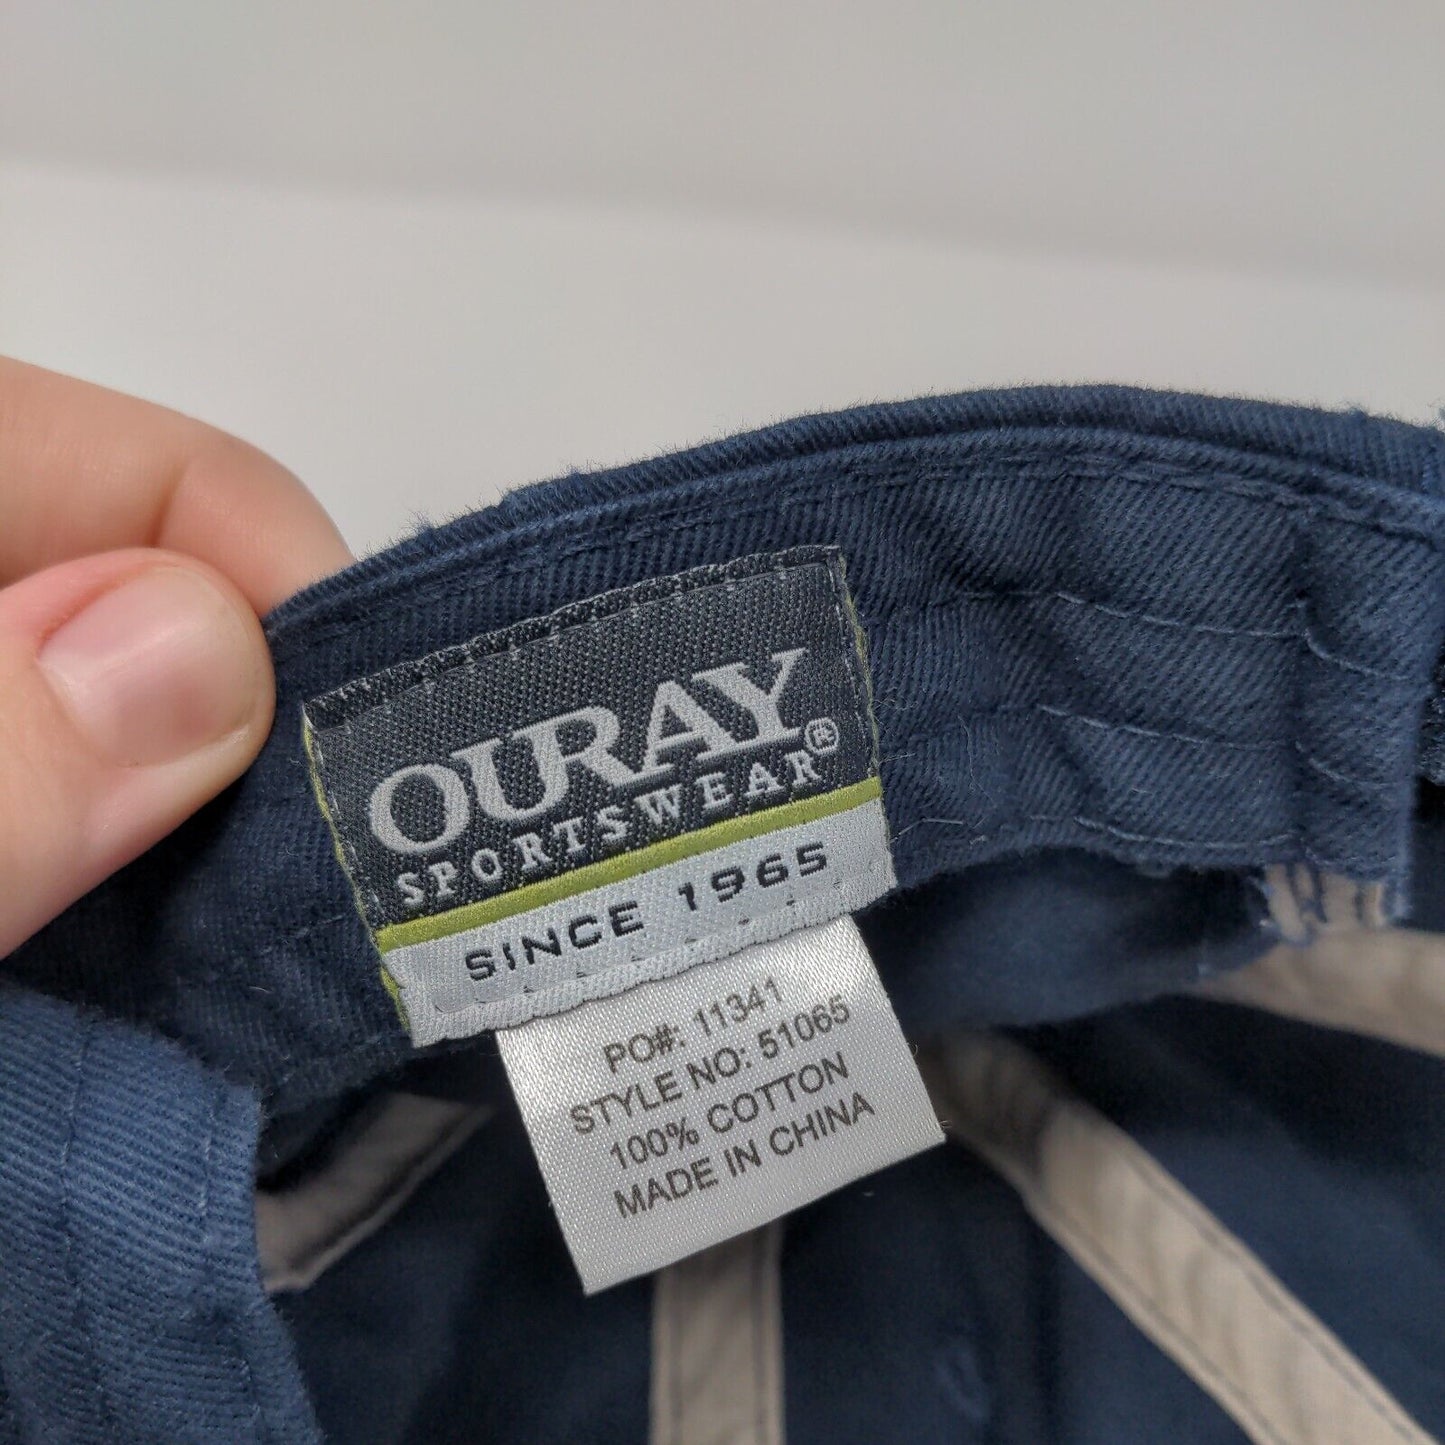 OURAY®
SPORTSWEAR
SINCE 1965
PO#: 11341
STYLE NO: 51065
100% COTTON
MADE IN CHINA